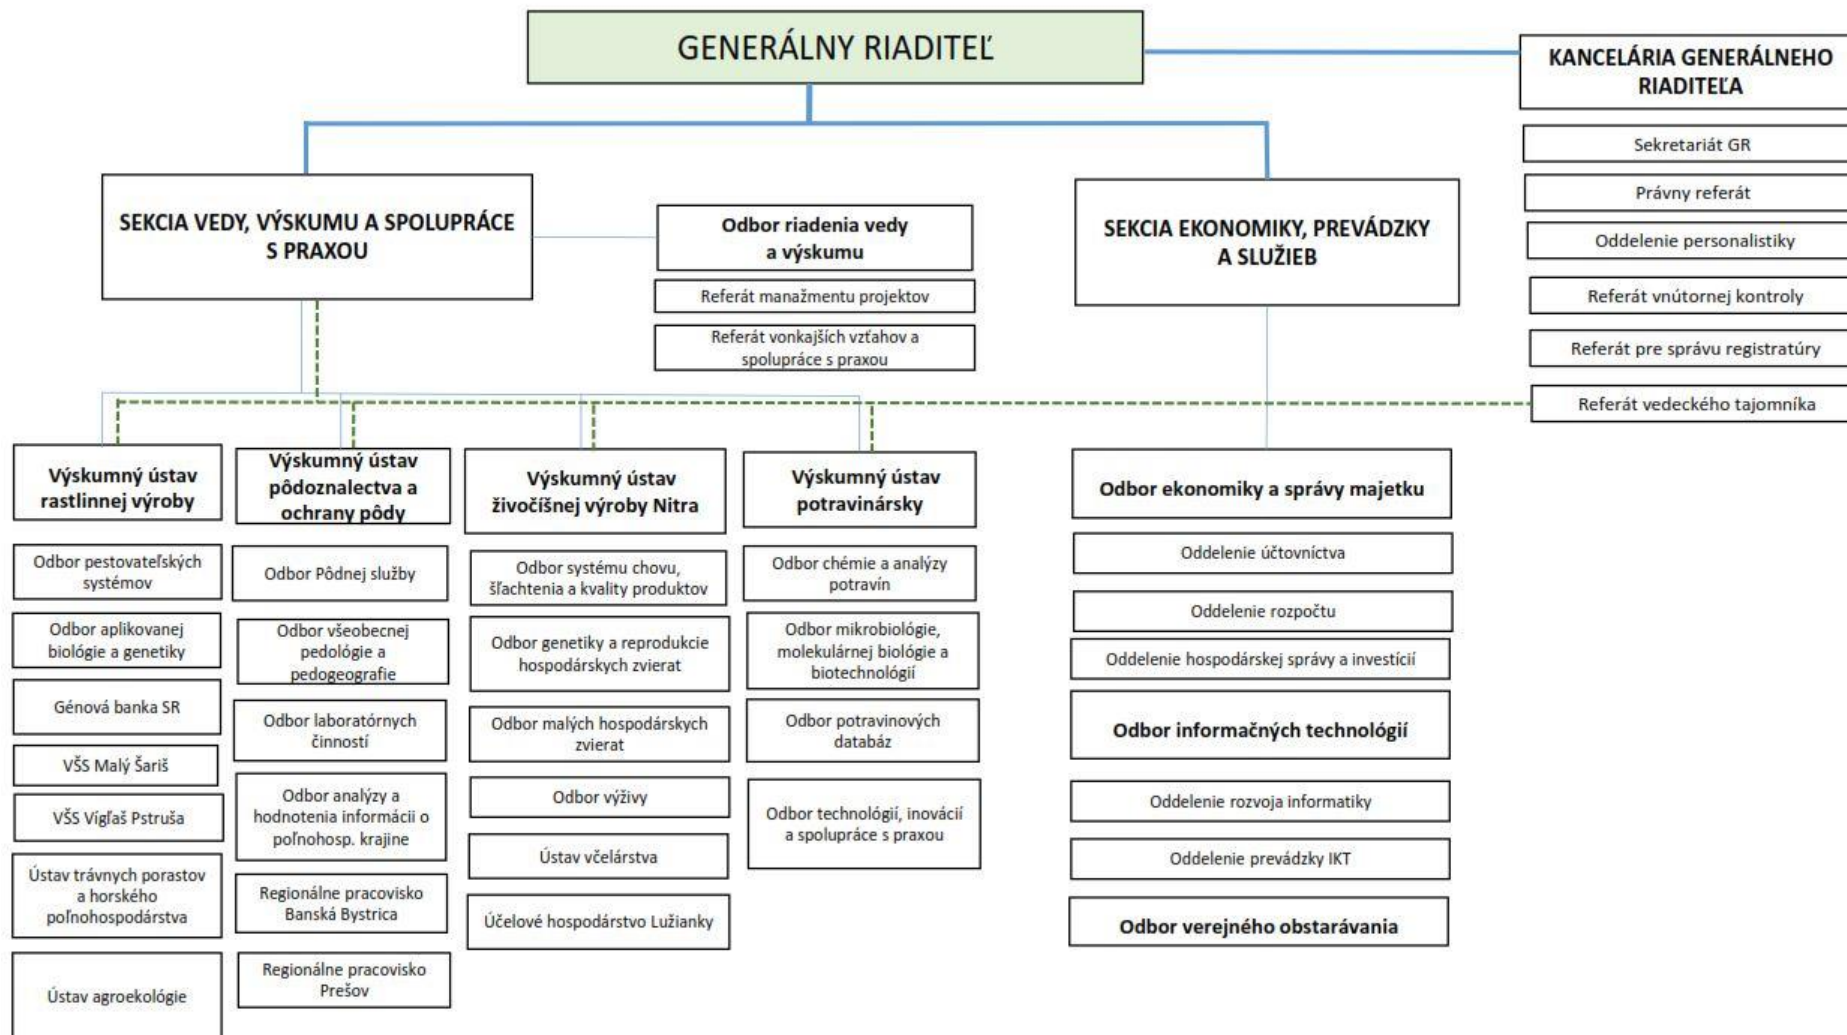 GENERÁLNY RIADITEĽ
KANCELÁRIA GENERÁLNEHO
RIADITEĽA
Sekretariát GR
Právny referát
Oddelenie personalistiky
Referát vnútornej kontroly
Referát pre správu registratúry
Referát vedeckého tajomníka
SEKCIA VEDY, VÝSKUMU A SPOLUPRÁCE
S PRAXOU
Odbor riadenia vedy
a výskumu
Referát manažmentu projektov
Referát vonkajších vzťahov a
spolupráce s praxou
SEKCIA EKONOMIKY, PREVÁDZKY
A SLUŽIEB
Výskumný ústav
rastlinnej výroby
Odbor pestovateľských
systémov
Odbor aplikovanej
biológie a genetiky
Génová banka SR
VŠS Malý Šariš
VŠS Vígľaš Pstruša
Ústav trávnych porastov
a horského
poľnohospodárstva
Ústav agroekológie
Výskumný ústav
pôdoznalectva a
ochrany pôdy
Odbor Pôdnej služby
Odbor všeobecnej
pedológie a
pedogeografie
Odbor laboratórnych
činností
Odbor analýzy a
hodnotenia informácii o
poľnohosp. krajine
Regionálne pracovisko
Banská Bystrica
Regionálne pracovisko
Prešov
Výskumný ústav
živočíšnej výroby Nitra
Odbor systému chovu,
šľachtenia a kvality produktov
Odbor genetiky a reprodukcie
hospodárskych zvierat
Odbor malých hospodárskych
zvierat
Odbor výživy
Ústav včelárstva
Účelové hospodárstvo Lužianky
Výskumný ústav
potravinársky
Odbor chémie a analýzy
potravín
Odbor mikrobiológie,
molekulárnej biológie a
biotechnológií
Odbor potravinových
databáz
Odbor technológií, inovácií
a spolupráce s praxou
Odbor ekonomiky a správy majetku
Oddelenie účtovníctva
Oddelenie rozpočtu
Oddelenie hospodárskej správy a investícií
Odbor informačných technológií
Oddelenie rozvoja informatiky
Oddelenie prevádzky IKT
Odbor verejného obstarávania